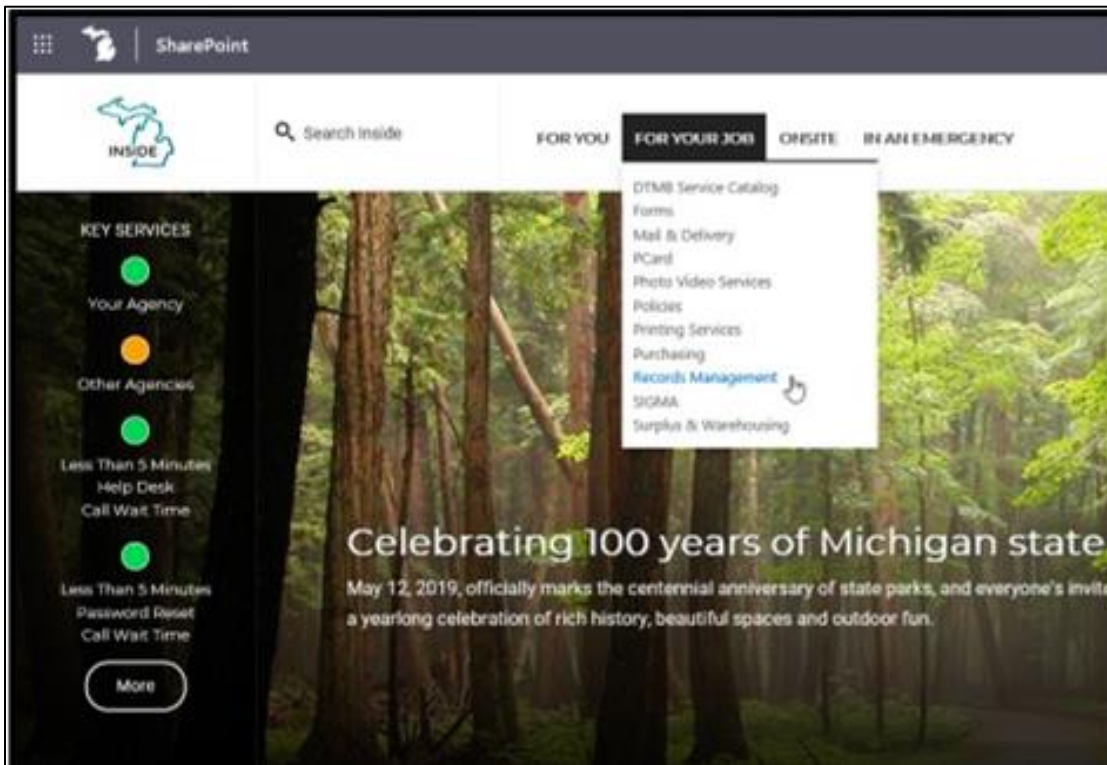 SharePoint
INSIDE
Search Inside
FOR YOU FOR YOUR JOB ONSITE IN AN EMERGENCY
DTMB Service Catalog
Forms
Mail & Delivery
PCard
Photo Video Services
Policies
Printing Services
Purchasing
Records Management
SIGMA
Surplus & Warehousing
KEY SERVICES
Your Agency
Other Agencies
Less Than 5 Minutes
Help Desk
Call Wait Time
Less Than 5 Minutes
Password Reset
Call Wait Time
More
Celebrating 100 years of Michigan state
May 12, 2019, officially marks the centennial anniversary of state parks, and everyone's invite
a yearlong celebration of rich history, beautiful spaces and outdoor fun.